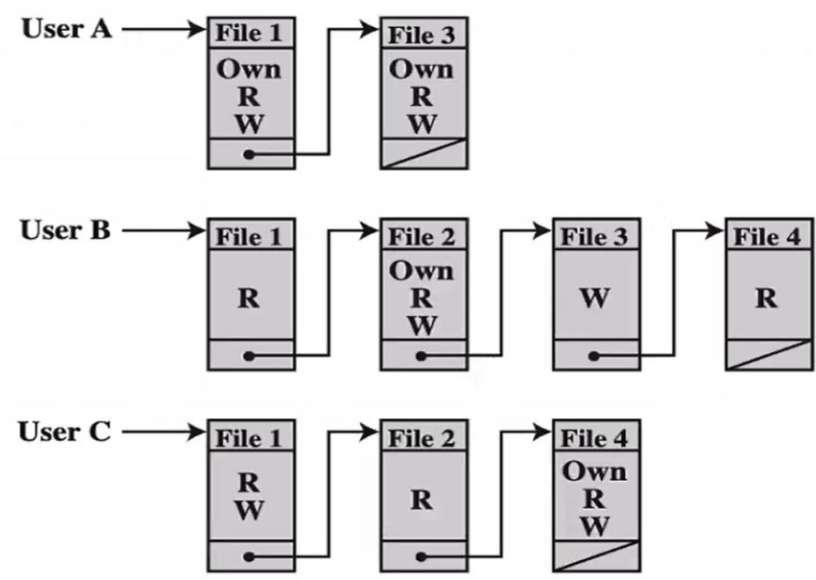 User A
File 1
Own
R
W
File 3
Own
R
W
User B
File 1
R
File 2
Own
R
W
File 3
W
File 4
R
User C
File 1
R
W
File 2
R
File 4
Own
R
W